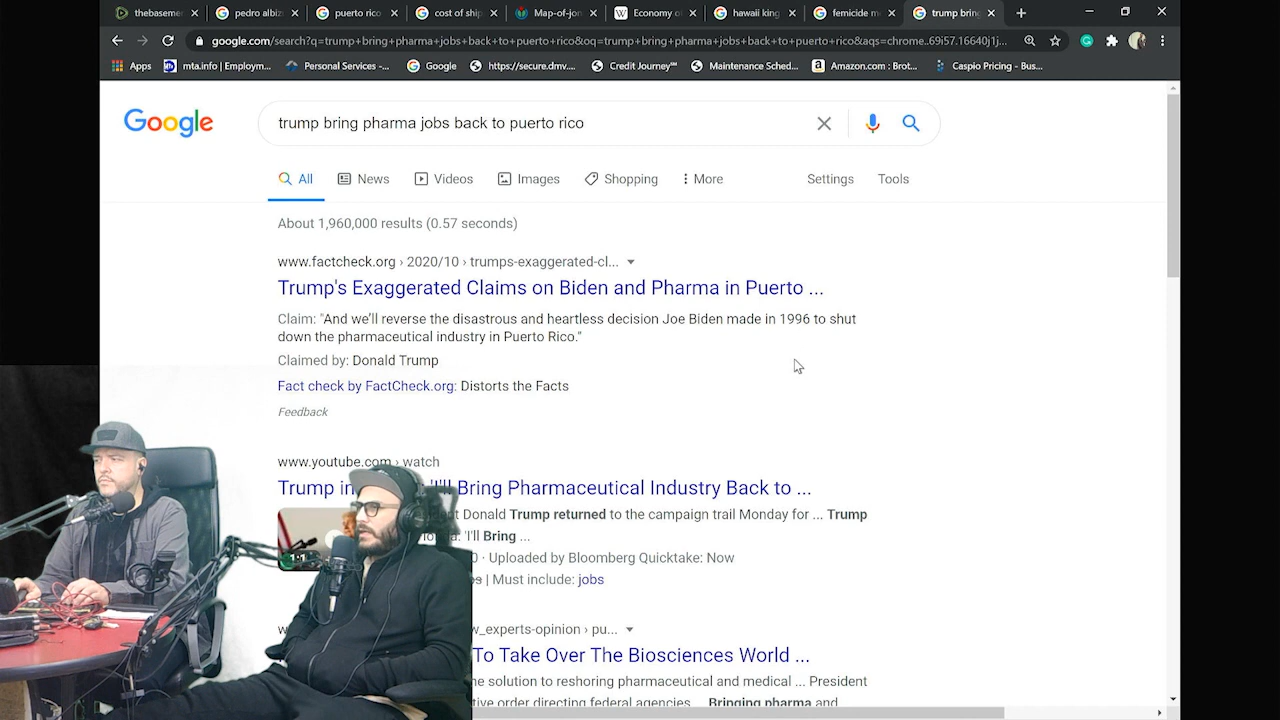 thebaseme
pedro albiz
puerto rico
cost of ship
Map-of-jon
Economy o
hawaii king
femicide m
trump bring
google.com/search?q=trump+bring+pharma+jobs+back+to+puerto+rico&oq=trump+bring+pharma+jobs+back+to+puerto+rico&aqs=chrome..69i57.16640j1j...
Apps
mta.info | Employm...
Personal Services -...
Google
https://secure.dmv....
Credit Journey℠
Maintenance Sched...
Amazon.com : Brot...
Caspio Pricing - Bus...
Google
trump bring pharma jobs back to puerto rico
All
News
Videos
Images
Shopping
More
Settings
Tools
About 1,960,000 results (0.57 seconds)
www.factcheck.org › 2020/10 › trumps-exaggerated-cl...
Trump's Exaggerated Claims on Biden and Pharma in Puerto ...
Claim: "And we'll reverse the disastrous and heartless decision Joe Biden made in 1996 to shut
down the pharmaceutical industry in Puerto Rico."
Claimed by: Donald Trump
Fact check by FactCheck.org: Distorts the Facts
Feedback
www.youtube.com › watch
Trump in 'I'll Bring Pharmaceutical Industry Back to ...
Donald Trump returned to the campaign trail Monday for ... Trump
'I'll Bring ...
0 · Uploaded by Bloomberg Quicktake: Now
| Must include: jobs
w_experts-opinion › pu...
To Take Over The Biosciences World ...
solution to reshoring pharmaceutical and medical ... President
order directing federal agencies... Bringing pharma and